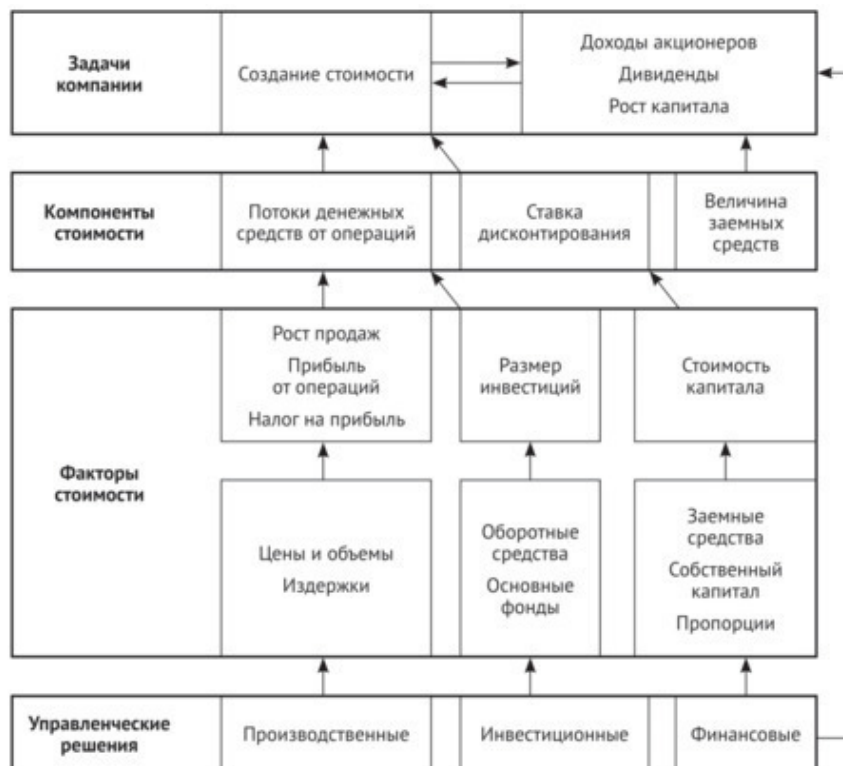 Задачи
компании
Создание стоимости
Доходы акционеров
Дивиденды
Рост капитала
Компоненты
стоимости
Потоки денежных
средств от операций
Ставка
дисконтирования
Величина
заемных
средств
Факторы
стоимости
Рост продаж
Прибыль
от операций
Налог на прибыль
Размер
инвестиций
Стоимость
капитала
Цены и объемы
Издержки
Оборотные
средства
Основные
фонды
Заемные
средства
Собственный
капитал
Пропорции
Управленческие
решения
Производственные
Инвестиционные
Финансовые